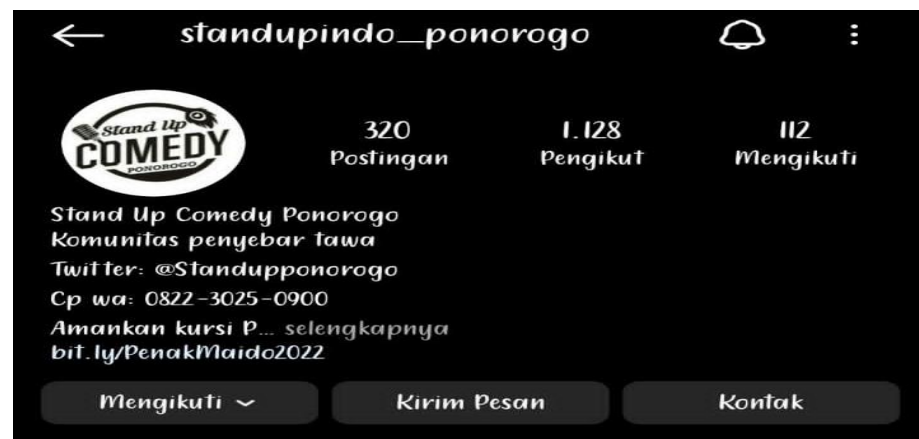 standupindo_ponorogo
Stand Up
COMEDY
PONOROGO
320
Postingan
1.128
Pengikut
112
Mengikuti
Stand Up Comedy Ponorogo
Komunitas penyebar tawa
Twitter: @Standupponorogo
Cp wa: 0822-3025-0900
Amankan kursi P... selengkapnya
bit.ly/PenakMaido2022
Mengikuti
Kirim Pesan
Kontak